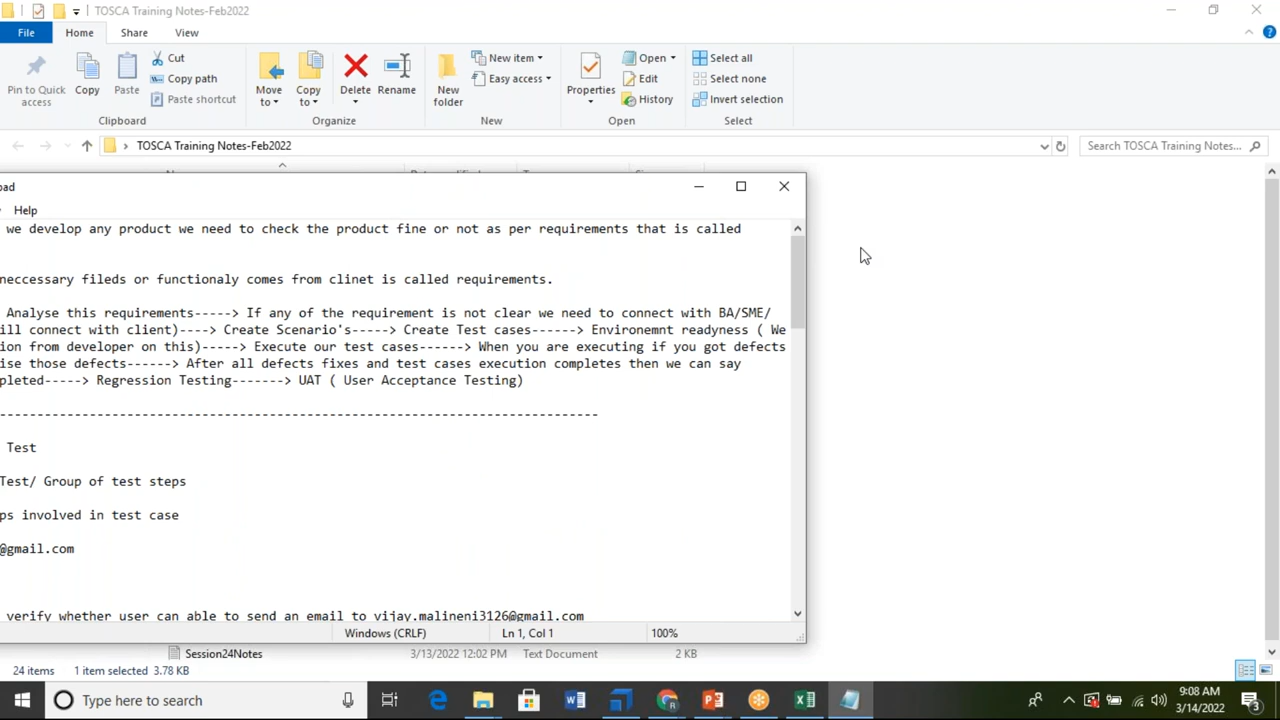 TOSCA Training Notes-Feb2022
File Home Share View
Pin to Quick access
Copy
Paste
Cut
Copy path
Paste shortcut
Clipboard
Move to
Copy to
Delete
Rename
Organize
New folder
New item
Easy access
New
Properties
Open
Edit
History
Open
Select all
Select none
Invert selection
Select
TOSCA Training Notes-Feb2022
Search TOSCA Training Notes...
oad
Help
we develop any product we need to check the product fine or not as per requirements that is called
neccessary fileds or functionaly comes from clinet is called requirements.
Analyse this requirements-----> If any of the requirement is not clear we need to connect with BA/SME/
ill connect with client)----> Create Scenario's-----> Create Test cases------> Environemnt readyness ( We
ion from developer on this)-----> Execute our test cases------> When you are executing if you got defects
ise those defects------> After all defects fixes and test cases execution completes then we can say
pleted-----> Regression Testing-------> UAT ( User Acceptance Testing)
--------------------------------------------------------------------------------
Test
Test/ Group of test steps
ps involved in test case
@gmail.com
verify whether user can able to send an email to vijay.malineni3126@gmail.com
Windows (CRLF) Ln 1, Col 1 100%
Session24Notes 3/13/2022 12:02 PM Text Document 2 KB
24 items 1 item selected 3.78 KB
Type here to search
9:08 AM
3/14/2022
3